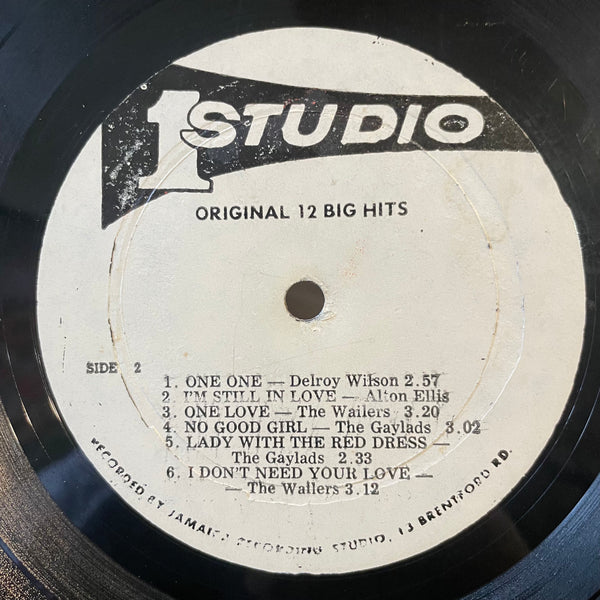 1 STUDIO
ORIGINAL 12 BIG HITS
SIDE 2
1. ONE ONE — Delroy Wilson 2.57
2. I'M STILL IN LOVE — Alton Ellis
3. ONE LOVE — The Wailers 3.20
4. NO GOOD GIRL — The Gaylads 3.02
5. LADY WITH THE RED DRESS —
The Gaylads 2.33
6. I DON'T NEED YOUR LOVE —
— The Wailers 3.12
RECORDED BY JAMAICA RECORDING STUDIO, 13 BRENTFORD RD.